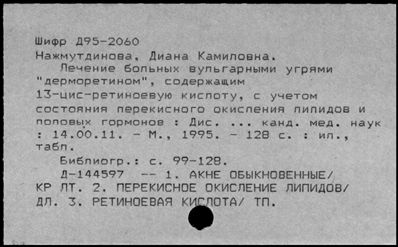 Шифр Д95-2060
Нажмутдинова, Диана Камиловна.
Лечение больных вульгарными угрями
"дерморетином", содержащим
13-цис-ретиноевую кислоту, с учетом
состояния перекисного окисления липидов и
половых гормонов : Дис. ... канд. мед. наук
: 14.00.11. - М., 1995. - 128 с. : ил.,
табл.
Библиогр.: с. 99-128.
Д-144597 -- 1. АКНЕ ОБЫКНОВЕННЫЕ/
КР ЛТ. 2. ПЕРЕКИСНОЕ ОКИСЛЕНИЕ ЛИПИДОВ/
ДЛ. 3. РЕТИНОЕВАЯ КИСЛОТА/ ТП.